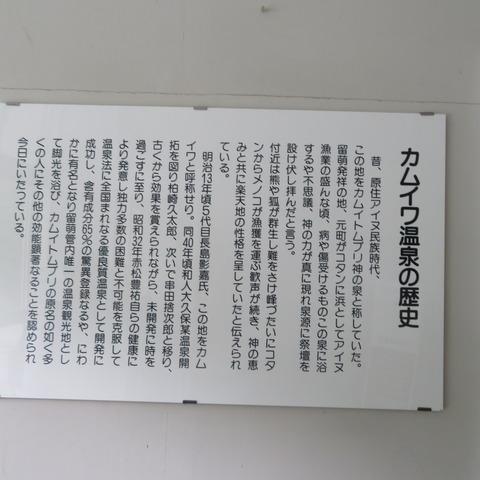 カムイワ温泉の歴史
昔、原住アイヌ民族時代、
この地をカムイトムプリ神の泉と称していた。
留萌発祥の地、元町がコタンに浜としてアイヌ
漁業の盛んな頃、病や傷受けるものこの泉に浴
するや不思議、神の力が真に現れ泉源に祭壇を
設け伏し拝んだと言う。
付近は熊や狐が群生し難をさけ峰づたいにコタ
ンからメノコが漁獲を運ぶ歓声が続き、神の恵
みと共に楽天地の性格を呈していたと伝えられ
ている。
明治13年頃5代目長島影嘉氏、この地をカム
イワと呼称せり。同40年頃和人大久保某温泉開
拓を図り柏崎久太郎、次いで串田捨次郎と移り、
古くから効果を賞えられながら、未開発に時を
過ごすに至り、昭和32年赤松豊祐自らの健康に
より発意し独力多数の困難と不可能を克服して
温泉法に全国まれなる優良質温泉として開発に
成功し、含有成分65%の驚異登録なるや、にわ
かに有名となり留萌管内唯一の温泉観光地とし
て脚光を浴び、カムイトムプリの原名の如く多
くの人にその他の効能顕著なることを認められ
今日にいたっている。